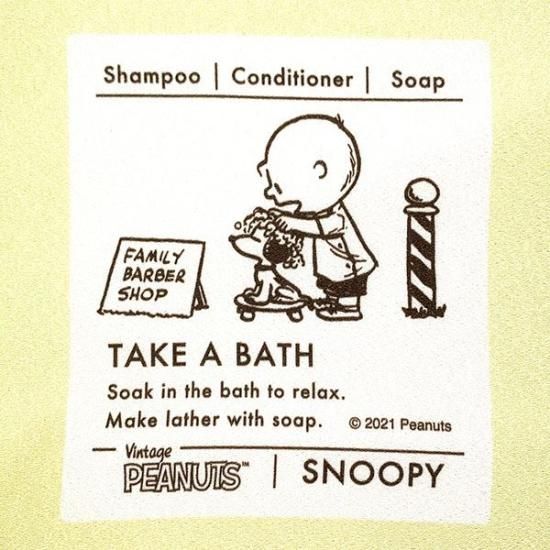 Shampoo | Conditioner | Soap
FAMILY
BARBER
SHOP
TAKE A BATH
Soak in the bath to relax.
Make lather with soap. © 2021 Peanuts
Vintage
PEANUTS™ | SNOOPY